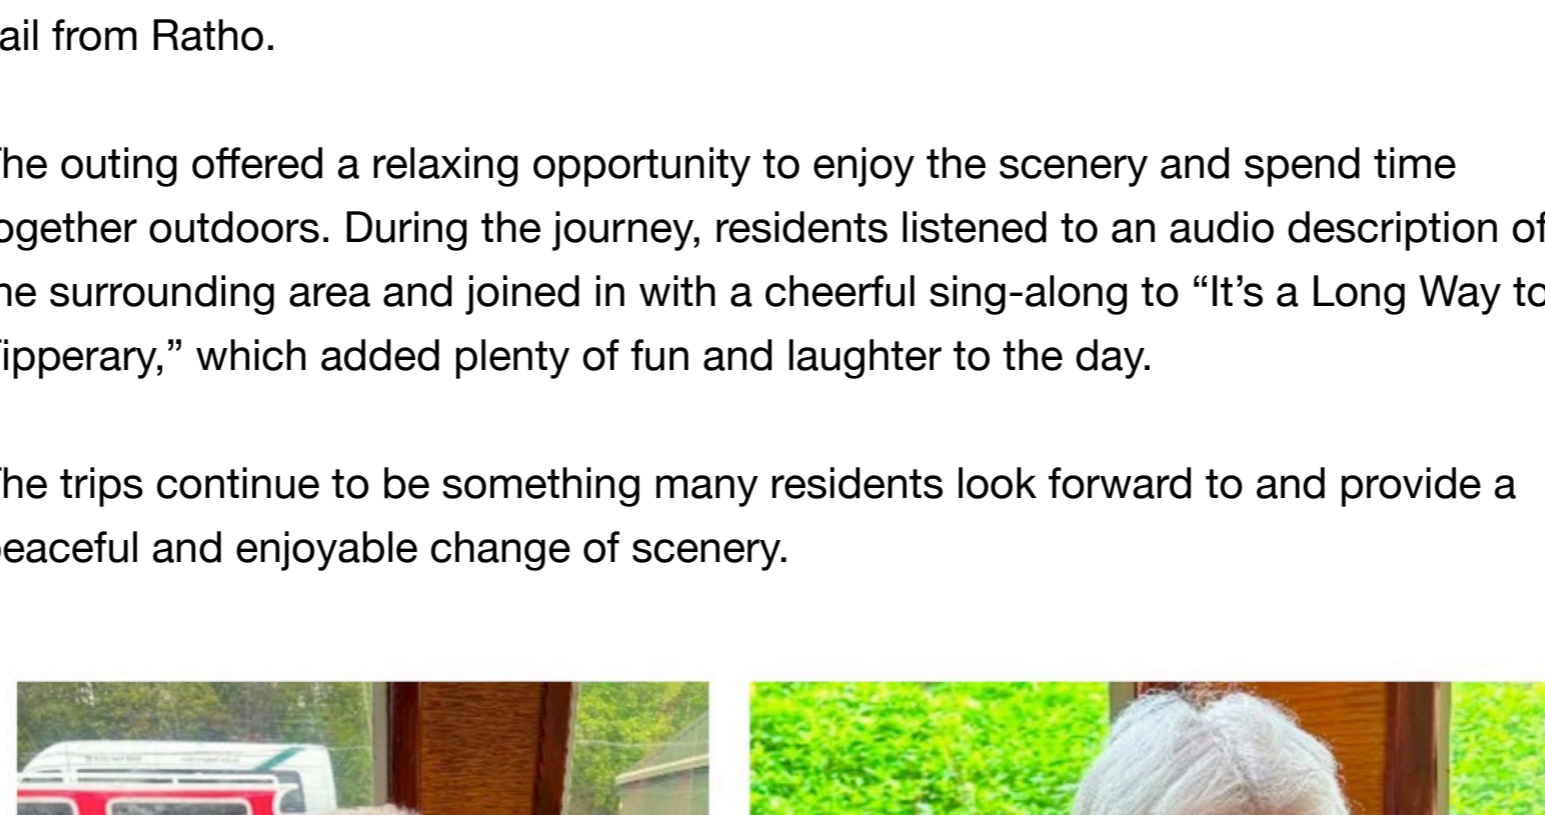 ail from Ratho.
he outing offered a relaxing opportunity to enjoy the scenery and spend time
ogether outdoors. During the journey, residents listened to an audio description of
he surrounding area and joined in with a cheerful sing-along to “It’s a Long Way to
ipperary,” which added plenty of fun and laughter to the day.
The trips continue to be something many residents look forward to and provide a
peaceful and enjoyable change of scenery.